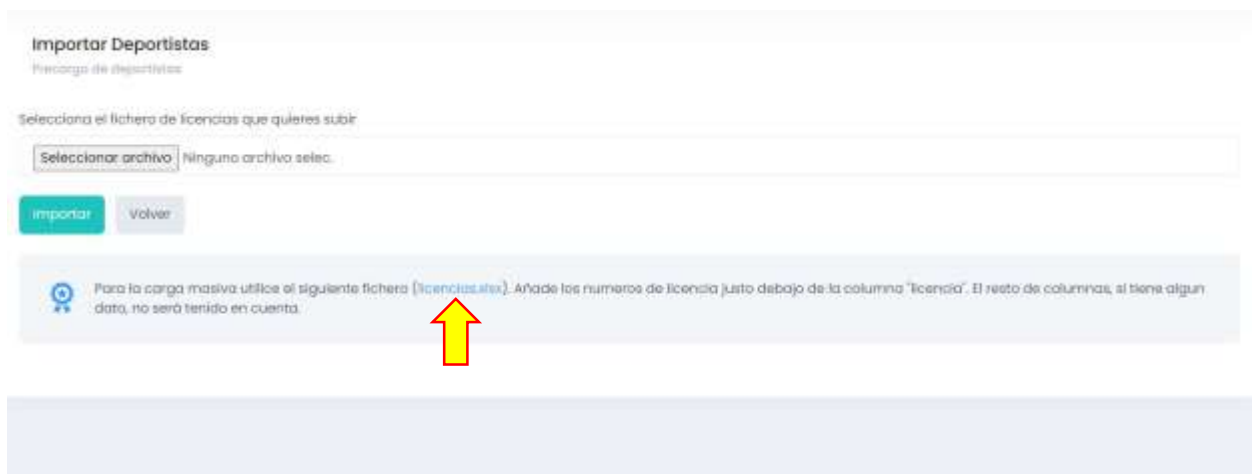 Importar Deportistas
Precarga de deportistas
Selecciona el fichero de licencias que quieres subir
Seleccionar archivo Ninguno archivo selec.
Importar Volver
Para la carga masiva utilice el siguiente fichero (licencias.xlsx). Añade los numeros de licencia justo debajo de la columna "licencia". El resto de columnas, si tiene algun
dato, no será tenido en cuenta.